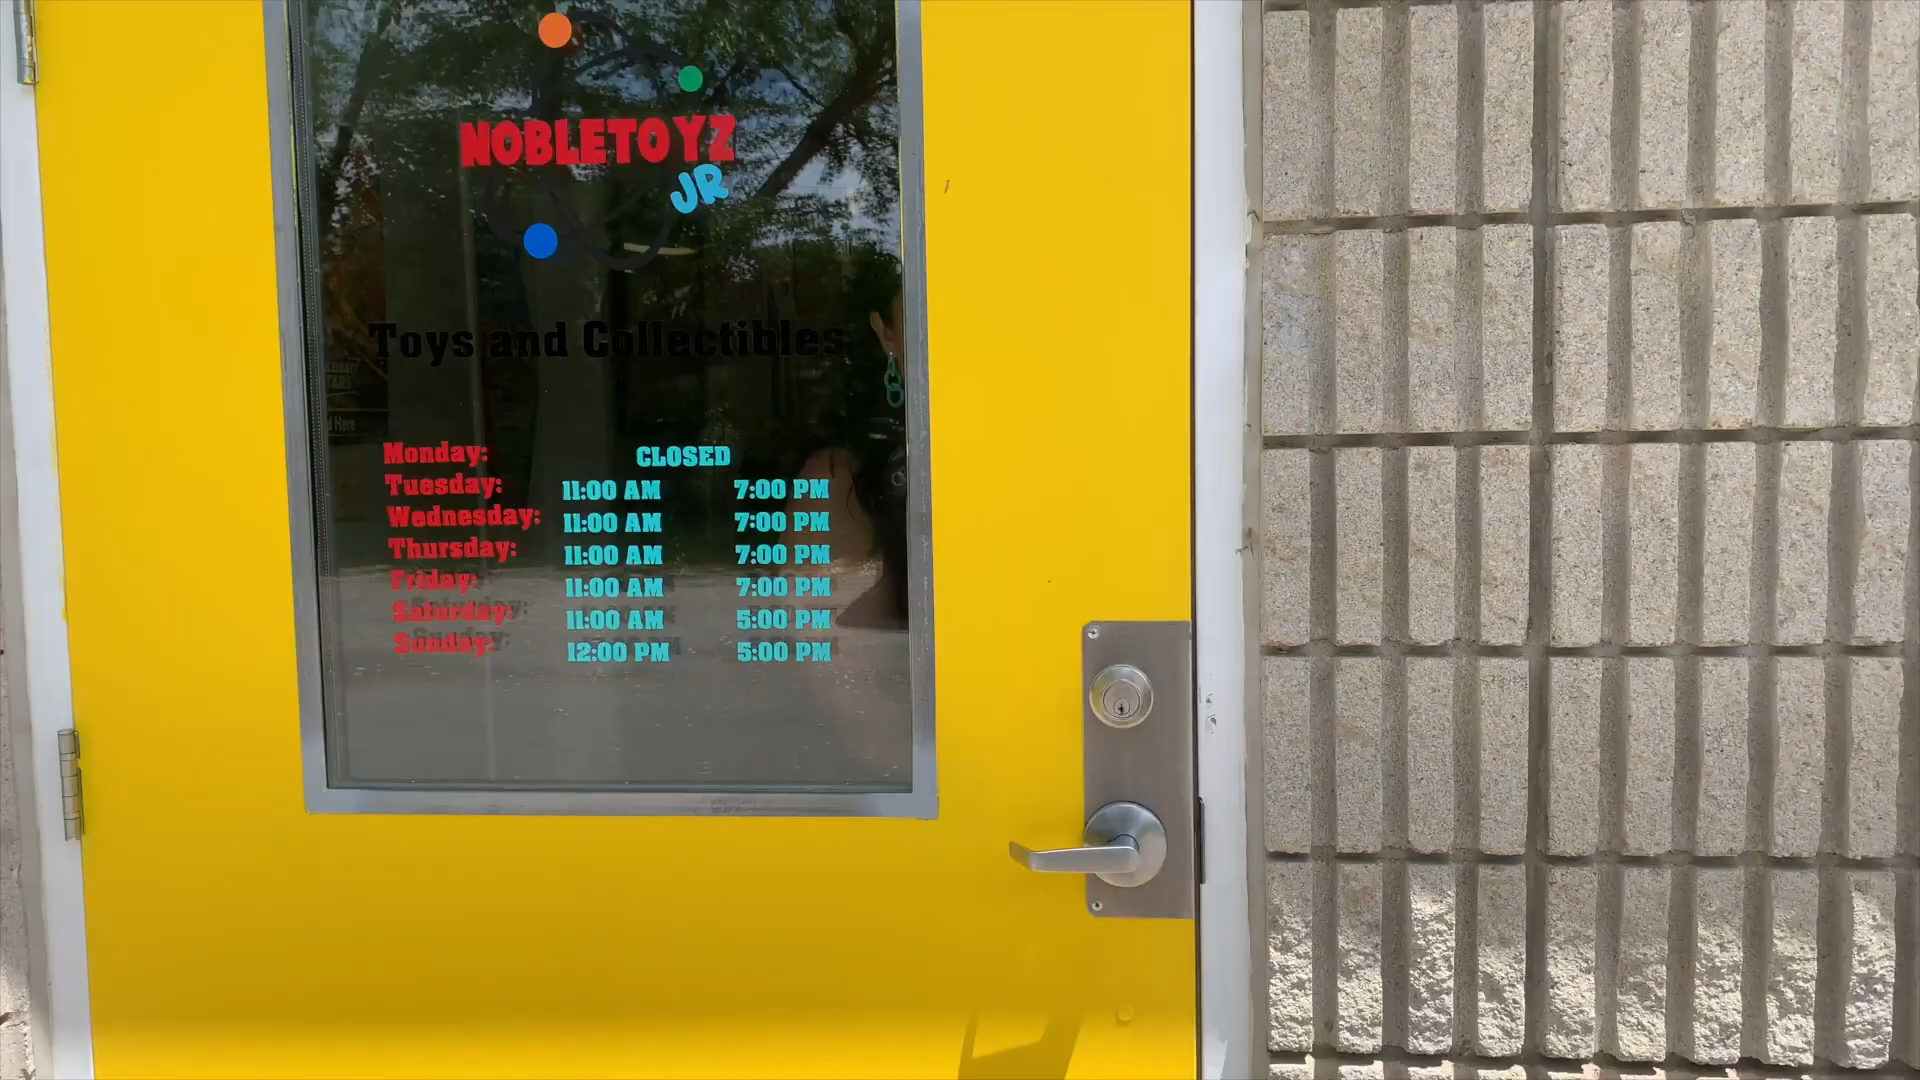 NOBLETOYZ
JR
Toys and Collectibles
d Here
Monday: CLOSED
Tuesday: 11:00 AM 7:00 PM
Wednesday: 11:00 AM 7:00 PM
Thursday: 11:00 AM 7:00 PM
Friday: 11:00 AM 7:00 PM
Saturday: 11:00 AM 5:00 PM
Sunday: 12:00 PM 5:00 PM